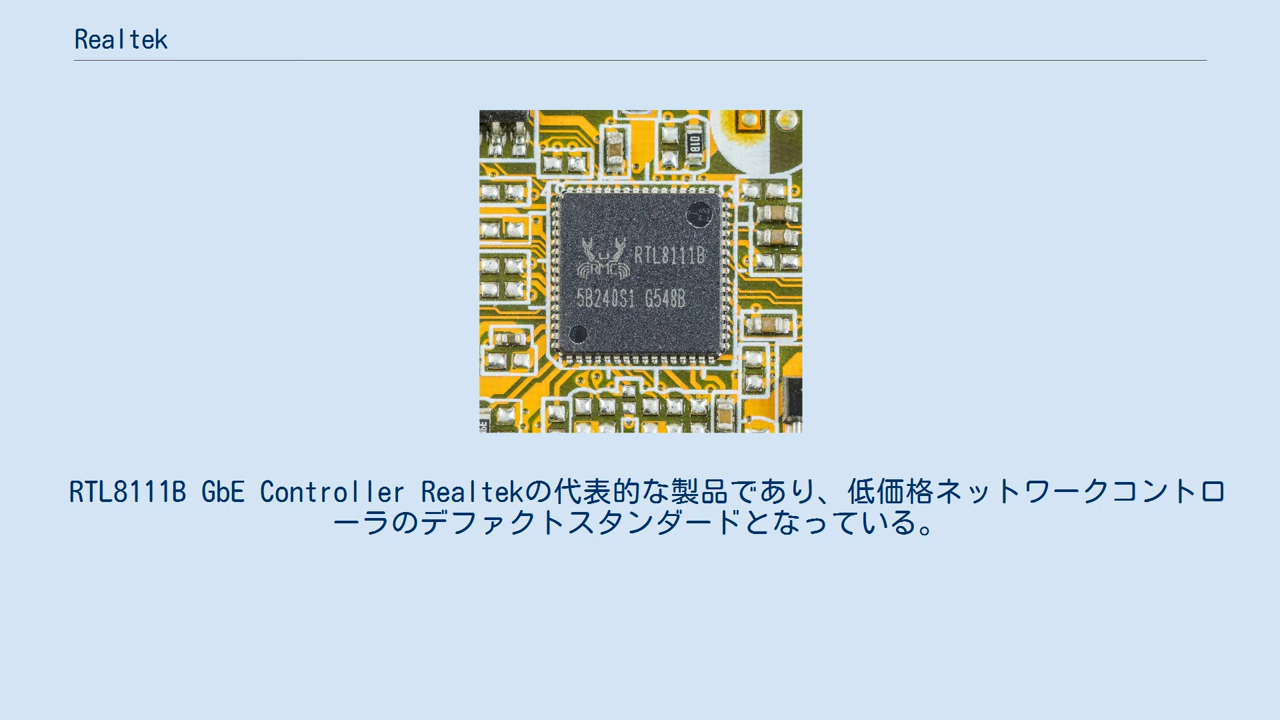 Realtek
01B
RTL8111B
RMC
5B240S1 G548B
RTL8111B GbE Controller Realtekの代表的な製品であり、低価格ネットワークコントロ
ーラのデファクトスタンダードとなっている。